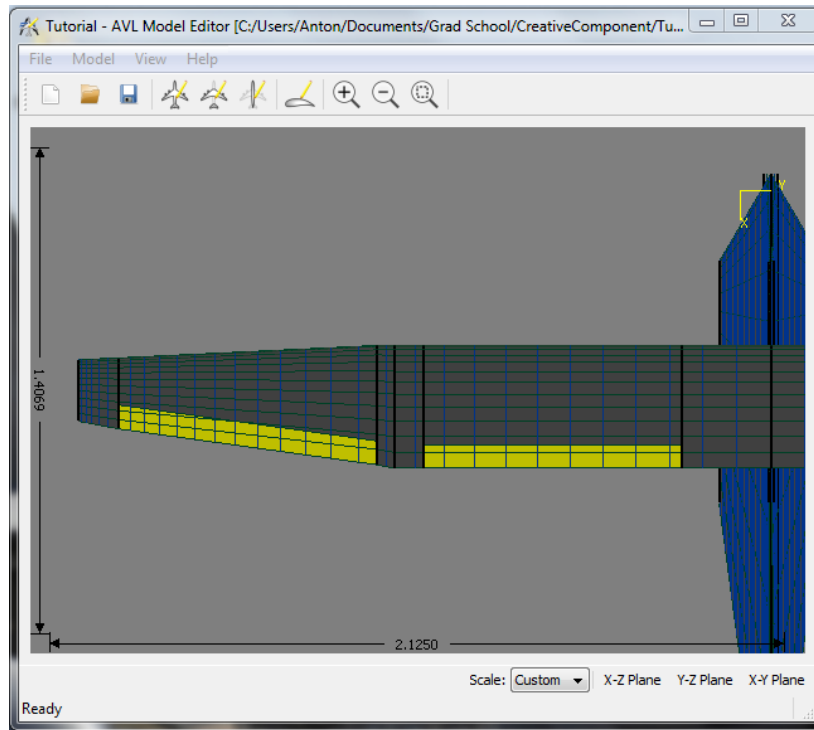 Tutorial - AVL Model Editor [C:/Users/Anton/Documents/Grad School/CreativeComponent/Tu...
File Model View Help
Y
X
1.4069
2.1250
Scale: Custom X-Z Plane Y-Z Plane X-Y Plane
Ready